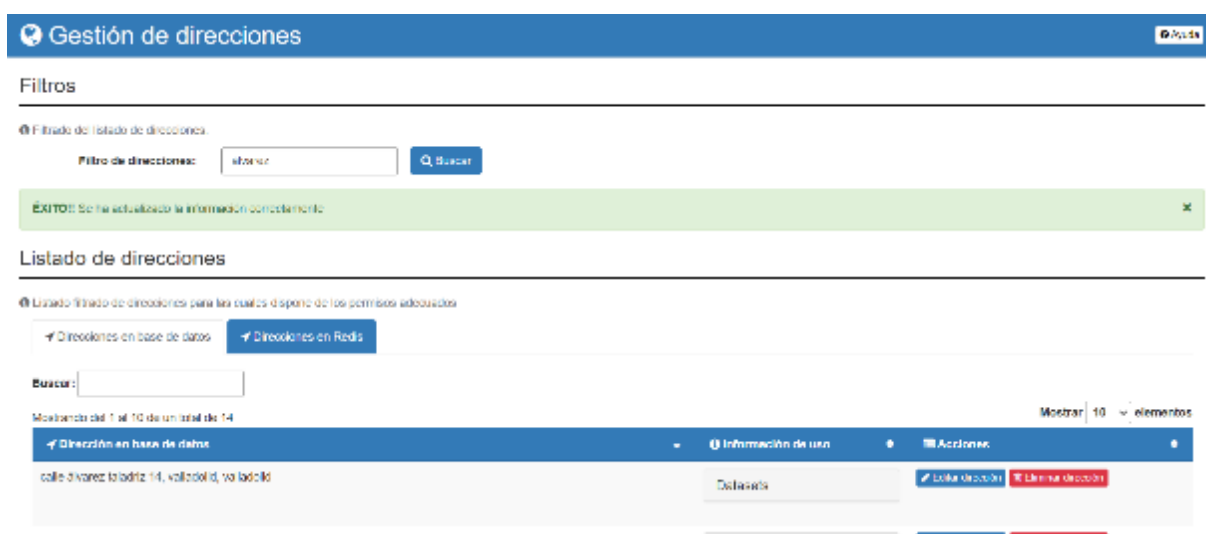 Gestión de direcciones
Ayuda
Filtros
Filtrado del listado de direcciones.
Filtro de direcciones: alvarez Buscar
ÉXITO!! Se ha actualizado la información correctamente
Listado de direcciones
Listado filtrado de direcciones para las cuales dispone de los permisos adecuados
Direcciones en base de datos Direcciones en Redis
Buscar:
Mostrando del 1 al 10 de un total de 14
Mostrar 10 elementos
Dirección en base de datos Información de uso Acciones
calle álvarez taladriz 14, valladolid, valladolid
Datasets
Editar dirección Eliminar dirección